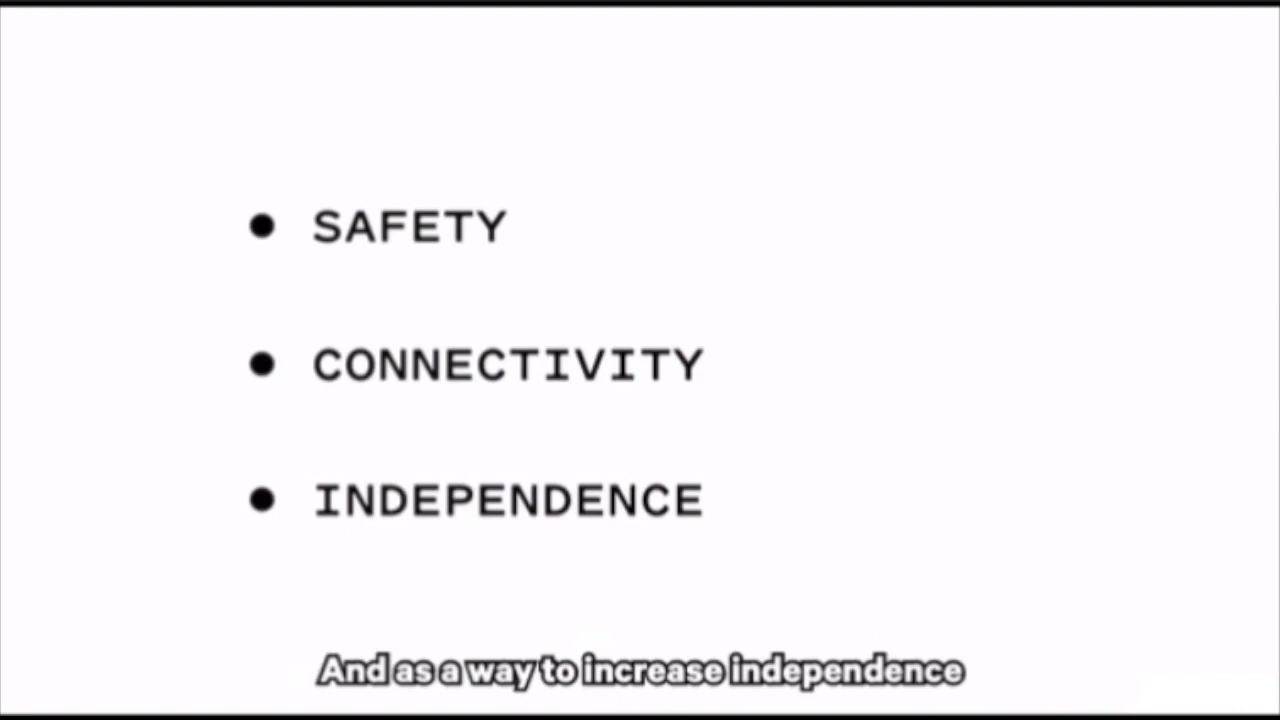 ● SAFETY
● CONNECTIVITY
● INDEPENDENCE
And as a way to increase independence